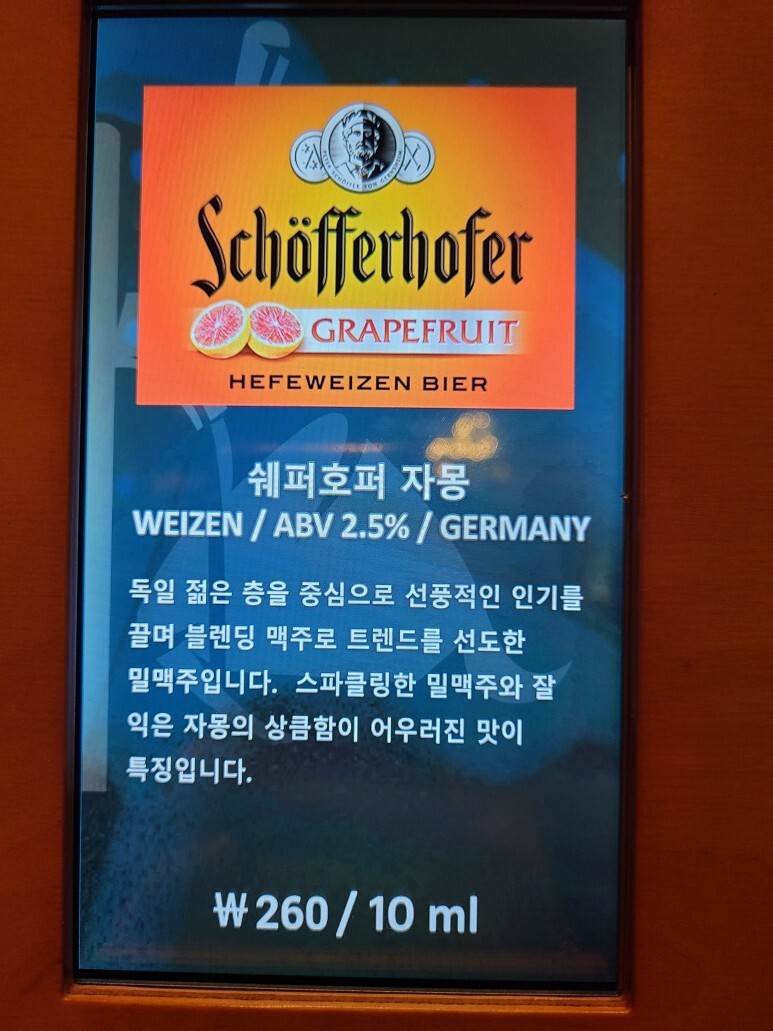 Schöfferhofer
GRAPEFRUIT
HEFEWEIZEN BIER
쉐퍼호퍼 자몽
WEIZEN / ABV 2.5% / GERMANY
독일 젊은 층을 중심으로 선풍적인 인기를
끌며 블렌딩 맥주로 트렌드를 선도한
밀맥주입니다. 스파클링한 밀맥주와 잘
익은 자몽의 상큼함이 어우러진 맛이
특징입니다.
₩260 / 10 ml